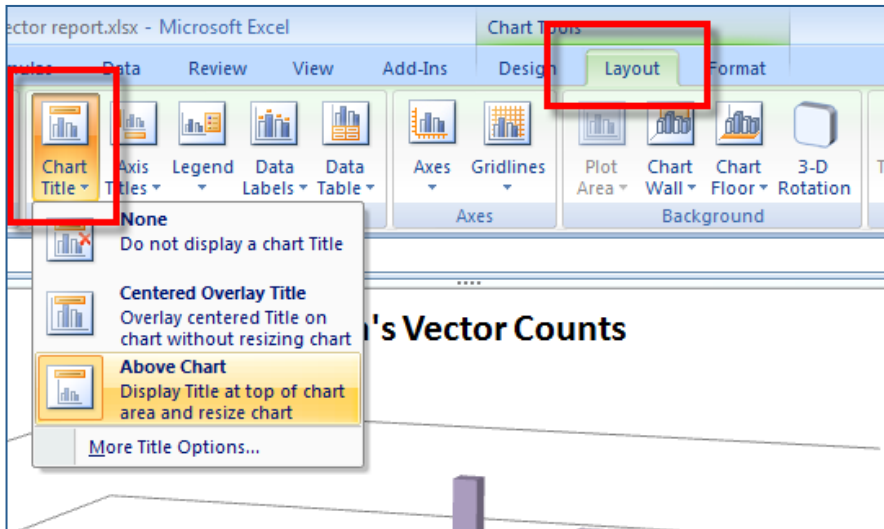 ector report.xlsx - Microsoft Excel
Chart Tools
Data Review View Add-Ins Design Layout Format
Chart Title
Axis Titles
Legend
Data Labels
Data Table
Axes
Gridlines
Plot Area
Chart Wall
Chart Floor
3-D Rotation
Axes
Background
None
Do not display a chart Title
Centered Overlay Title
Overlay centered Title on
chart without resizing chart
Above Chart
Display Title at top of chart
area and resize chart
More Title Options...
's Vector Counts